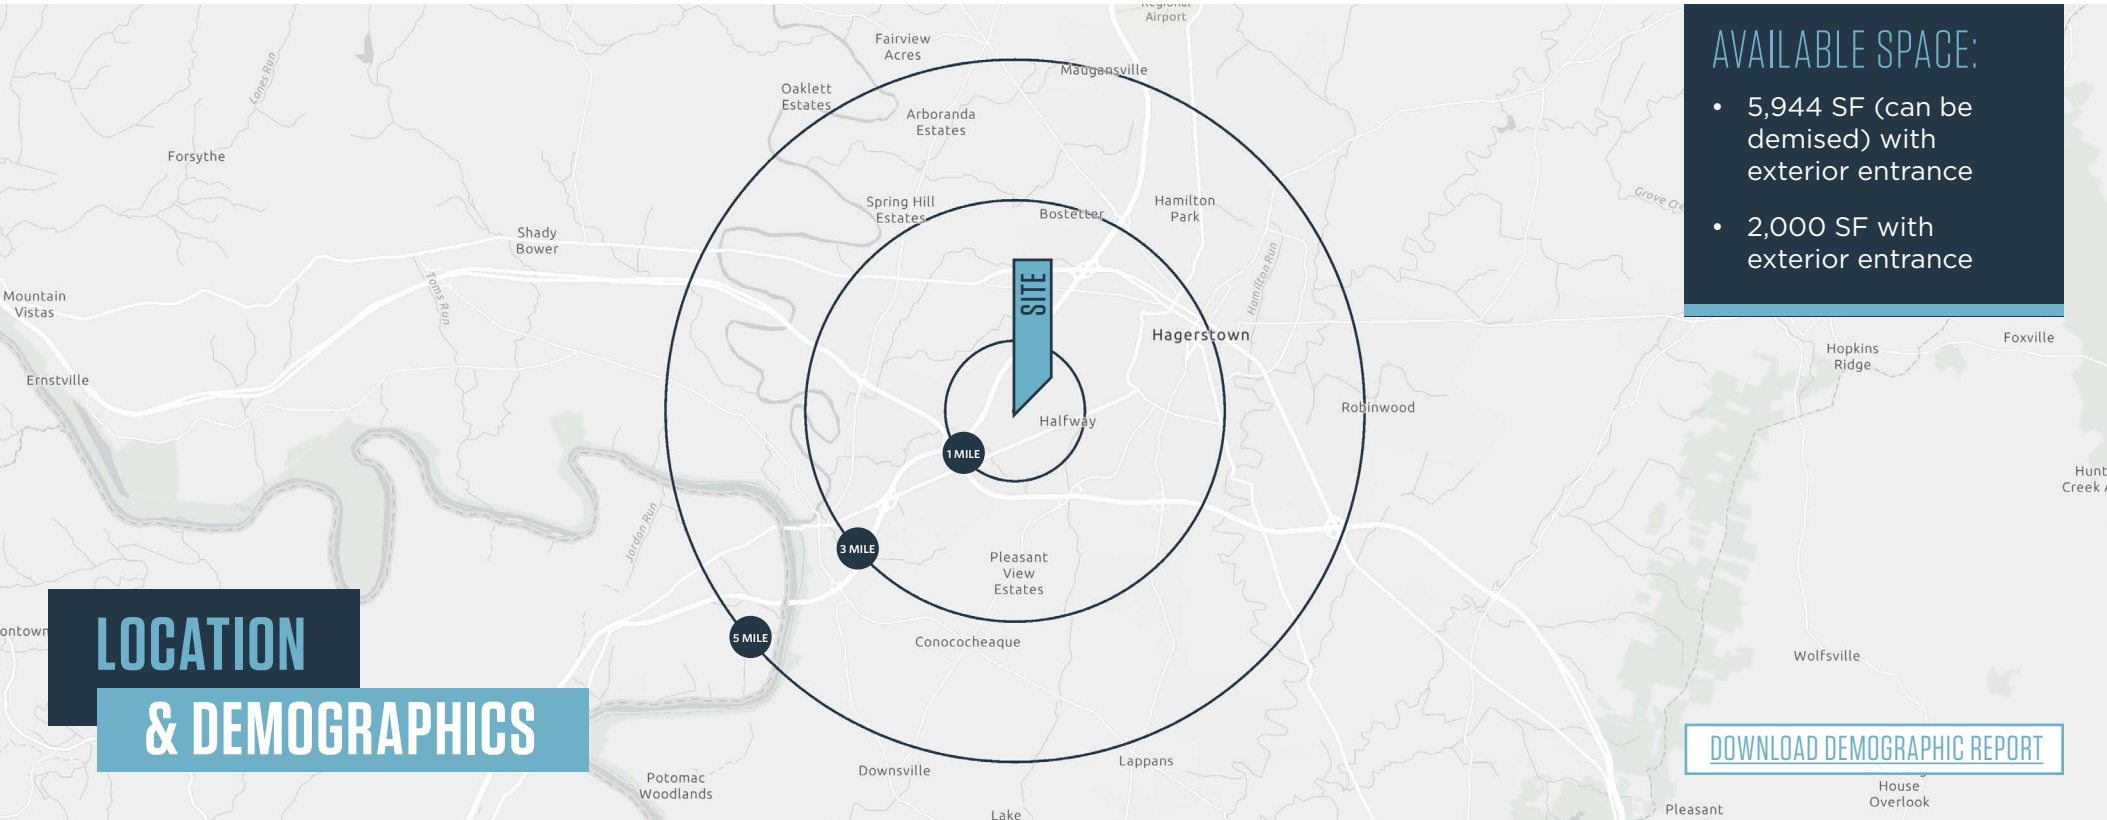 Regional
Airport
Fairview
Acres
Maugansville
Oaklett
Estates
Arboranda
Estates
Lanes Run
Forsythe
Spring Hill
Estates
Bostetter
Hamilton
Park
Shady
Bower
Toms Run
Hamilton Run
Mountain
Vistas
SITE
Hagerstown
Ernstville
Halfway
Robinwood
1 MILE
3 MILE
5 MILE
Jordon Run
Pleasant
View
Estates
Conococheaque
Downsville
Lappans
Potomac
Woodlands
Lake
AVAILABLE SPACE:
• 5,944 SF (can be
demised) with
exterior entrance
• 2,000 SF with
exterior entrance
Grove Cre
Hopkins
Ridge
Foxville
Hunt
Creek
Wolfsville
House
Overlook
Pleasant
ontown
LOCATION
& DEMOGRAPHICS
DOWNLOAD DEMOGRAPHIC REPORT